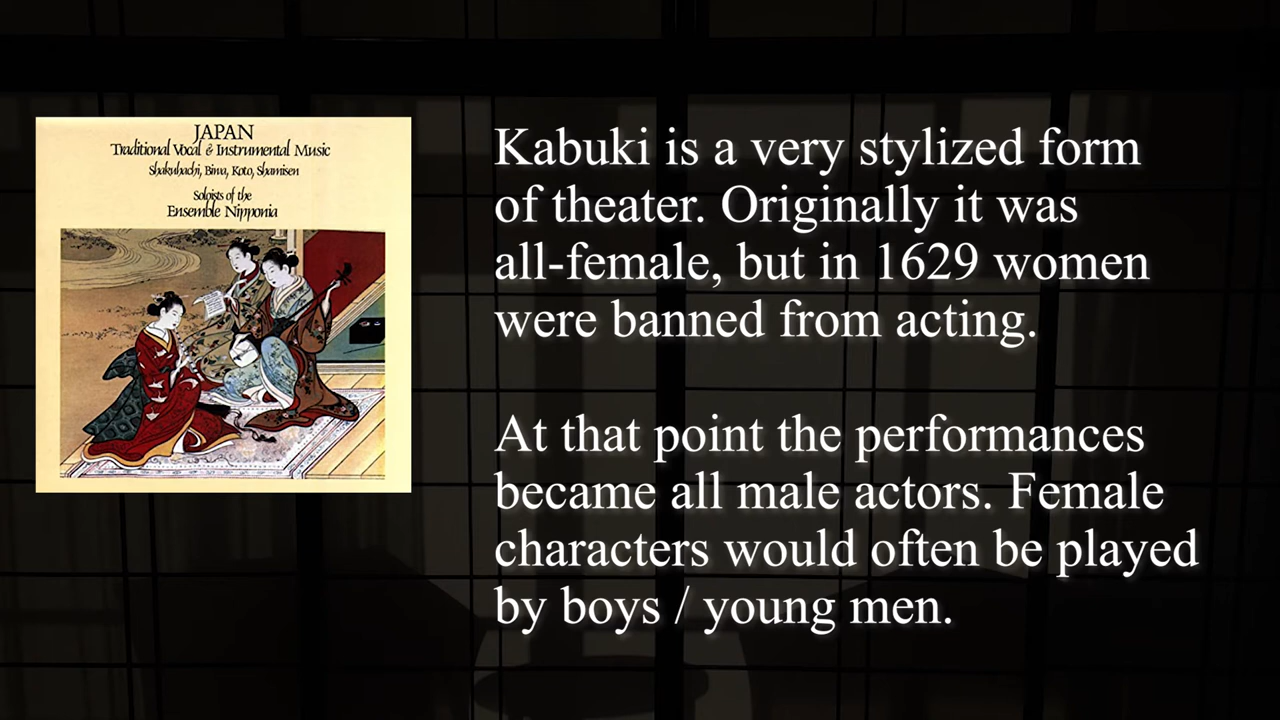 JAPAN
Traditional Vocal & Instrumental Music
Shakuhachi, Biwa, Koto, Shamisen
Soloists of the
Ensemble Nipponia
Kabuki is a very stylized form
of theater. Originally it was
all-female, but in 1629 women
were banned from acting.
At that point the performances
became all male actors. Female
characters would often be played
by boys / young men.